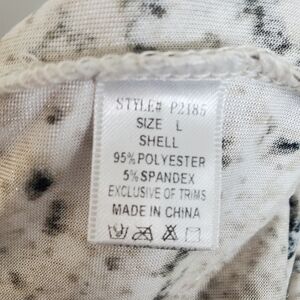 STYLE# P2185
SIZE L
SHELL
95%POLYESTER
5%SPANDEX
EXCLUSIVE OF TRIMS
MADE IN CHINA